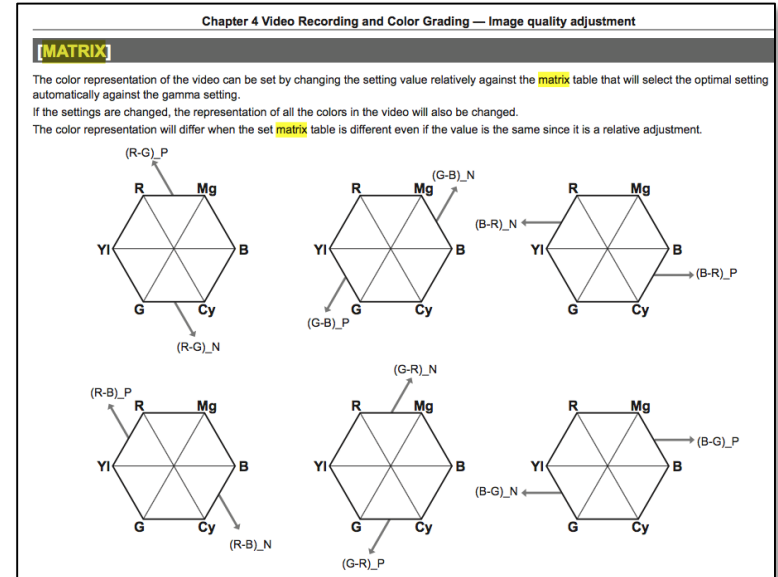 Chapter 4 Video Recording and Color Grading — Image quality adjustment
[MATRIX]
The color representation of the video can be set by changing the setting value relatively against the matrix table that will select the optimal setting
automatically against the gamma setting.
If the settings are changed, the representation of all the colors in the video will also be changed.
The color representation will differ when the set matrix table is different even if the value is the same since it is a relative adjustment.
(R-G)_P
R Mg
Yl B
G Cy
(R-G)_N
(G-B)_N
R Mg
Yl B
G Cy
(G-B)_P
R Mg
(B-R)_N
Yl B
(B-R)_P
G Cy
(R-B)_P
R Mg
Yl B
G Cy
(R-B)_N
(G-R)_N
R Mg
Yl B
G Cy
(G-R)_P
R Mg
(B-G)_P
Yl B
(B-G)_N
G Cy